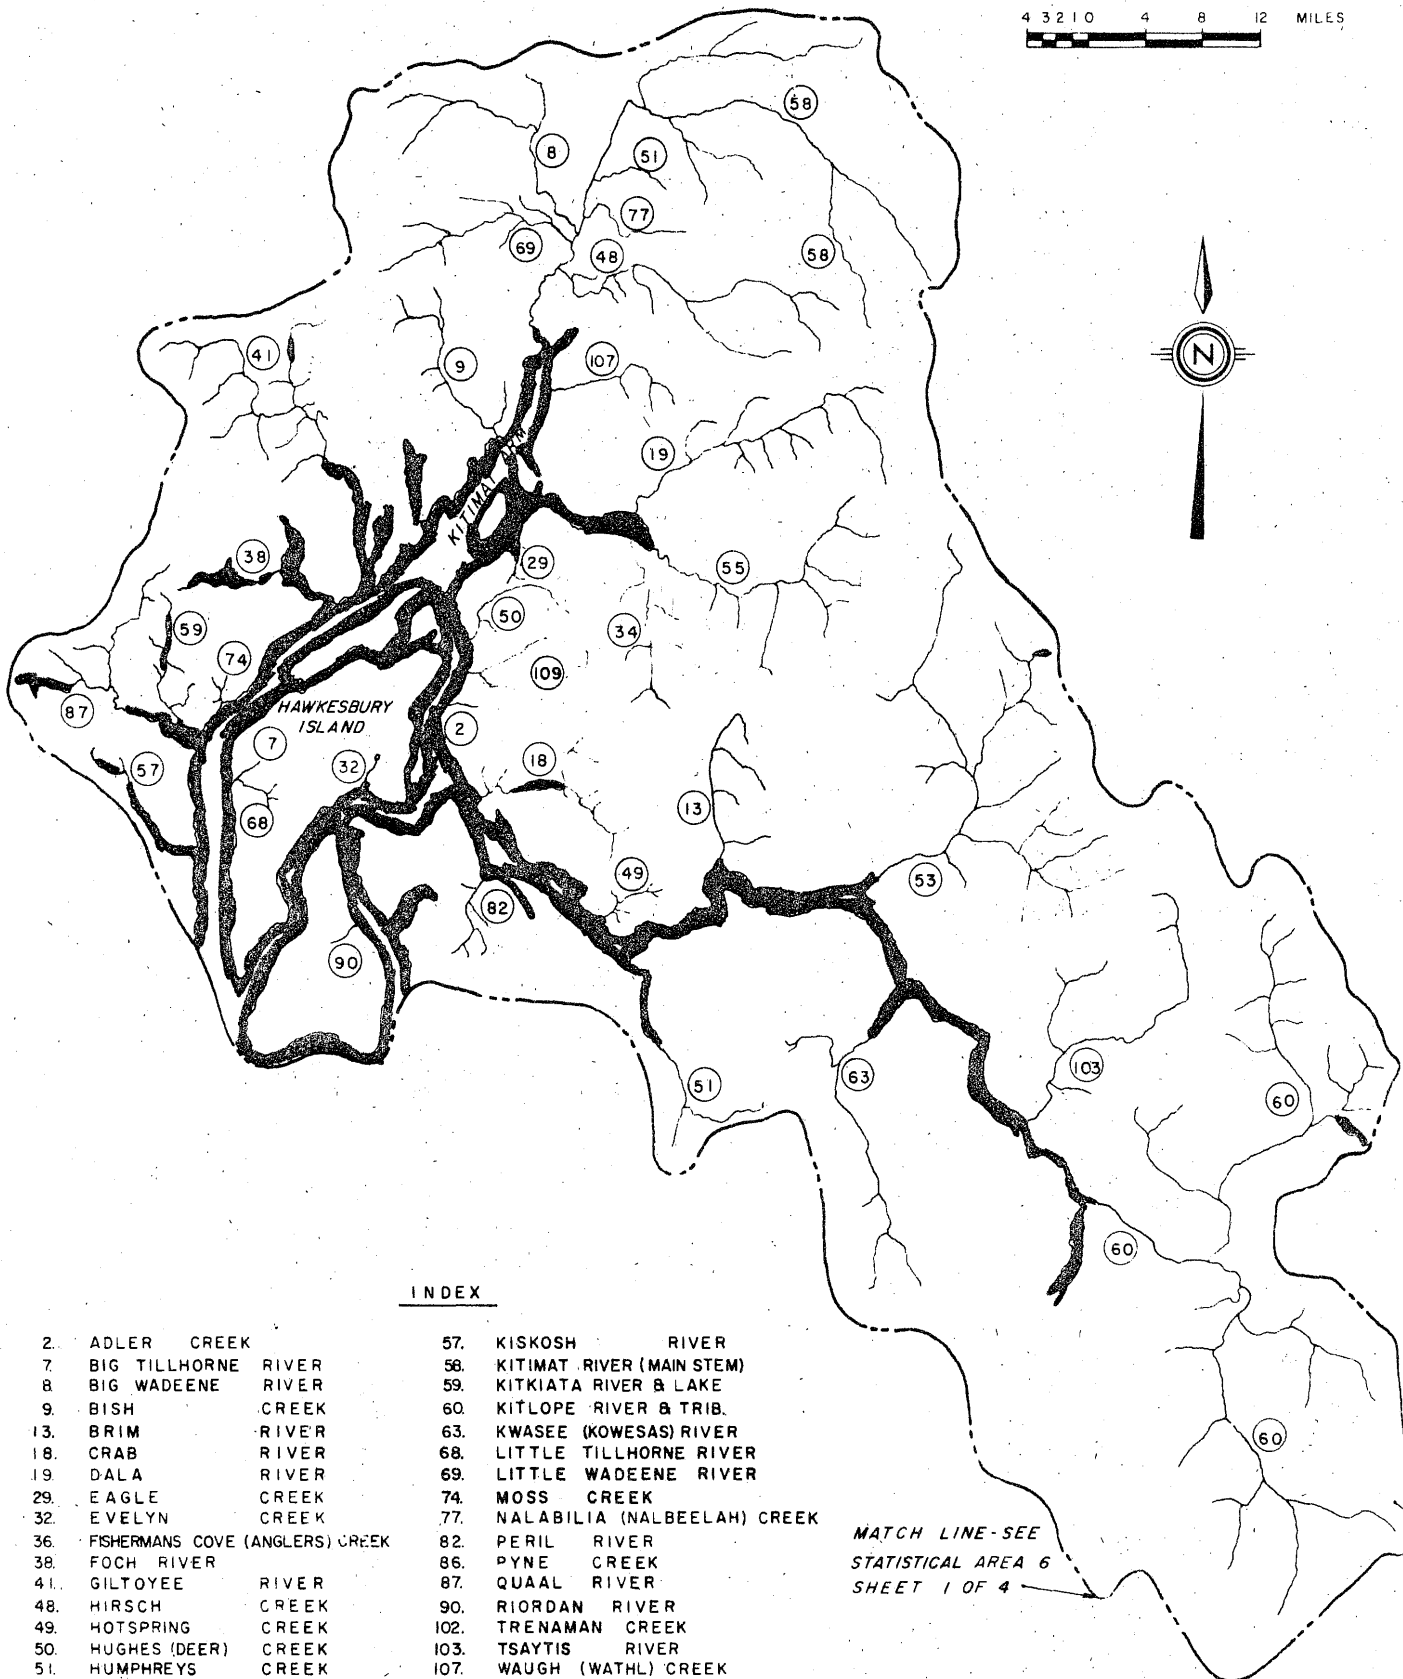 4 3 2 1 0 4 8 12 MILES
58
8
51
77
69
48
58
N
41
9
107
19
KITIMAT ARM
38
29
55
50
59
34
74
109
87
HAWKESBURY
ISLAND
7
2
57
32
18
68
13
49
53
82
90
51
63
103
60
60
60
INDEX
2. ADLER CREEK
7. BIG TILLHORNE RIVER
8. BIG WADEENE RIVER
9. BISH CREEK
13. BRIM RIVER
18. CRAB RIVER
19. DALA RIVER
29. EAGLE CREEK
32. EVELYN CREEK
36. FISHERMANS COVE (ANGLERS) CREEK
38. FOCH RIVER
41. GILTOYEE RIVER
48. HIRSCH CREEK
49. HOTSPRING CREEK
50. HUGHES (DEER) CREEK
51. HUMPHREYS CREEK
57. KISKOSH RIVER
58. KITIMAT RIVER (MAIN STEM)
59. KITKIATA RIVER & LAKE
60. KITLOPE RIVER & TRIB.
63. KWASEE (KOWESAS) RIVER
68. LITTLE TILLHORNE RIVER
69. LITTLE WADEENE RIVER
74. MOSS CREEK
77. NALABILIA (NALBEELAH) CREEK
82. PERIL RIVER
86. PYNE CREEK
87. QUAAL RIVER
90. RIORDAN RIVER
102. TRENAMAN CREEK
103. TSAYTIS RIVER
107. WAUGH (WATHL) CREEK
MATCH LINE-SEE
STATISTICAL AREA 6
SHEET 1 OF 4